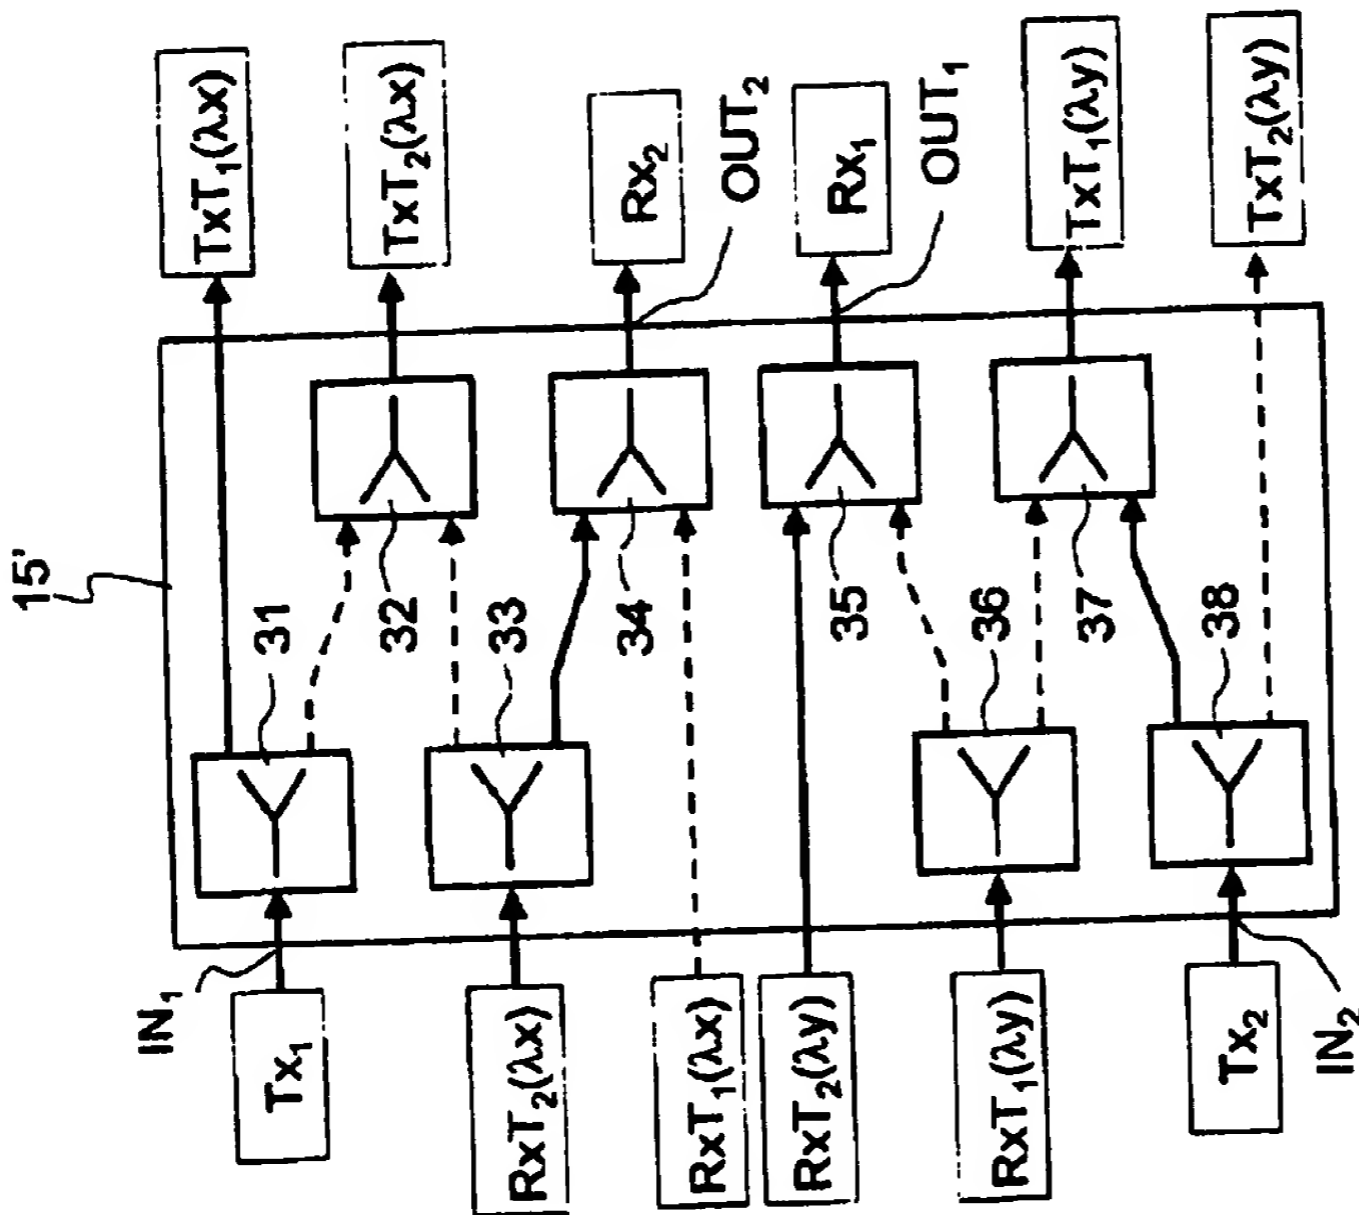 15'
TxT₁(λx)
TxT₂(λx)
Rx₂
OUT₂
Rx₁
OUT₁
TxT₁(λy)
TxT₂(λy)
31
32
33
34
35
36
37
38
IN₁
Tx₁
RxT₂(λx)
RxT₁(λx)
RxT₂(λy)
RxT₁(λy)
Tx₂
IN₂